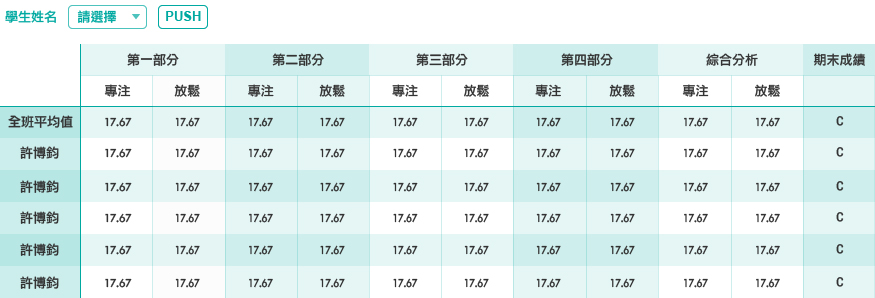 學生姓名 請選擇 PUSH
第一部分 第二部分 第三部分 第四部分 綜合分析 期末成績
專注 放鬆 專注 放鬆 專注 放鬆 專注 放鬆 專注 放鬆
全班平均值 17.67 17.67 17.67 17.67 17.67 17.67 17.67 17.67 17.67 17.67 C
許博鈞 17.67 17.67 17.67 17.67 17.67 17.67 17.67 17.67 17.67 17.67 C
許博鈞 17.67 17.67 17.67 17.67 17.67 17.67 17.67 17.67 17.67 17.67 C
許博鈞 17.67 17.67 17.67 17.67 17.67 17.67 17.67 17.67 17.67 17.67 C
許博鈞 17.67 17.67 17.67 17.67 17.67 17.67 17.67 17.67 17.67 17.67 C
許博鈞 17.67 17.67 17.67 17.67 17.67 17.67 17.67 17.67 17.67 17.67 C